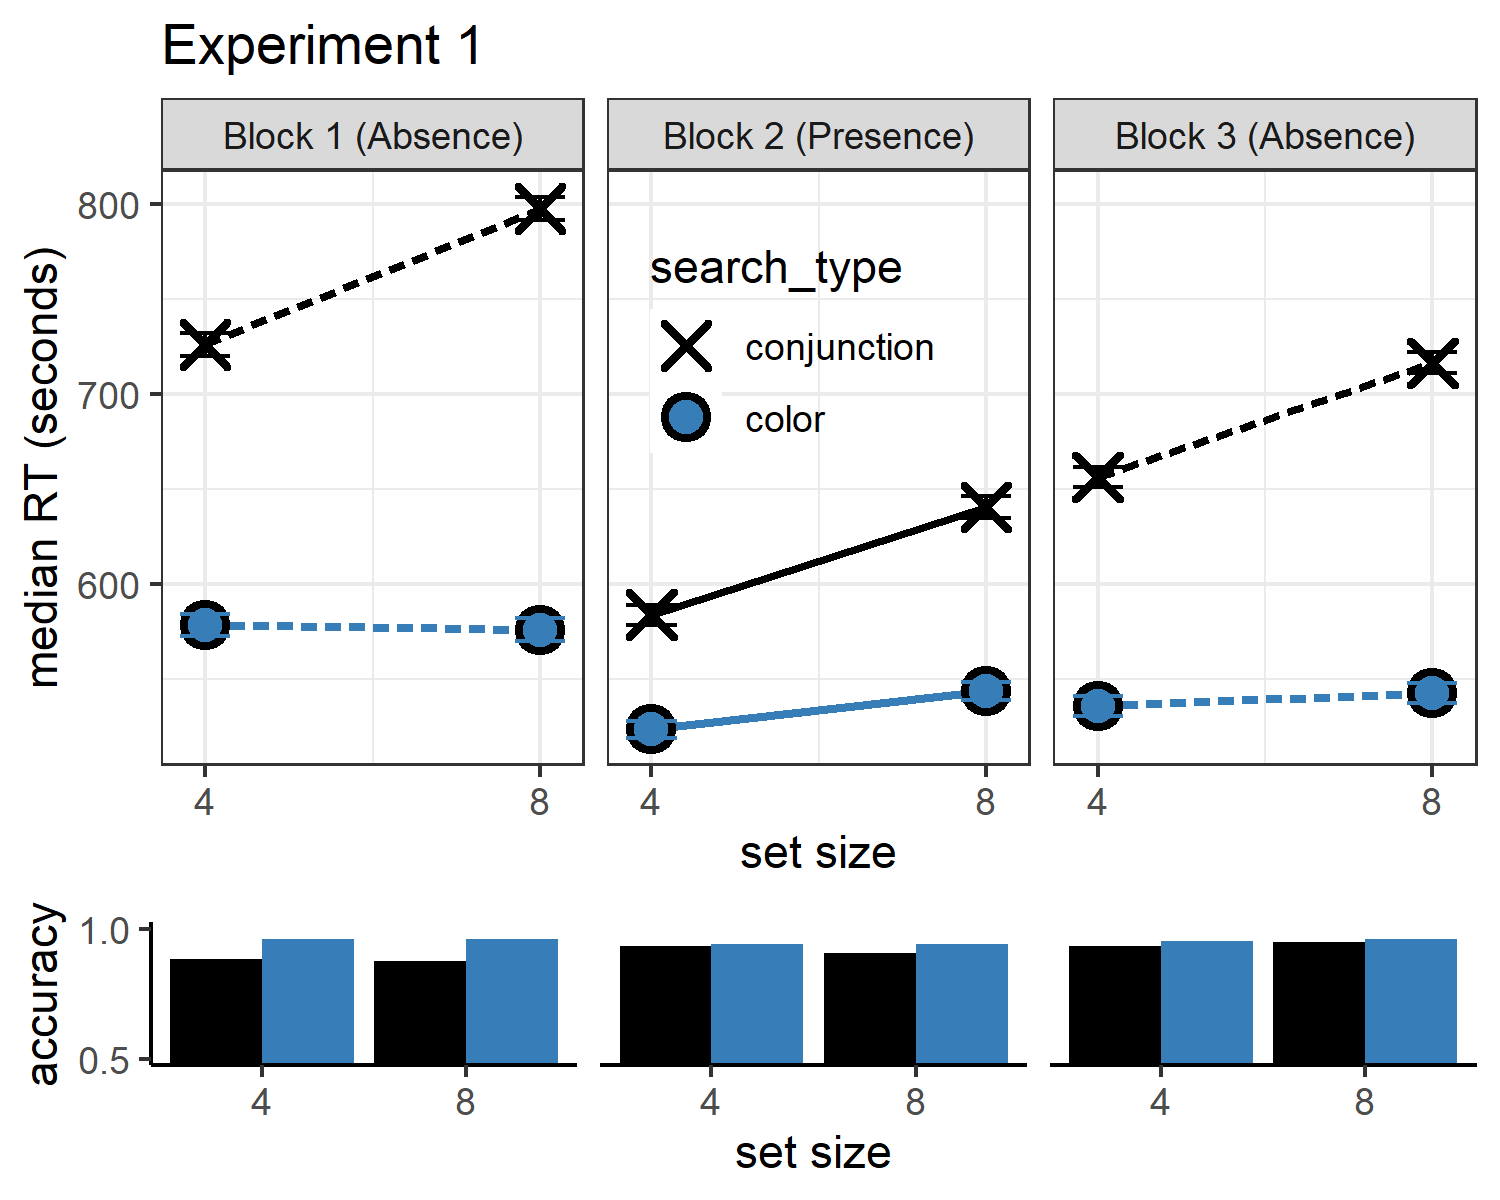 Experiment 1
Block 1 (Absence) Block 2 (Presence) Block 3 (Absence)
median RT (seconds)
800
700
600
search_type
conjunction
color
4 8 4 8 4 8
set size
accuracy
1.0
0.5
4 8 4 8 4 8
set size